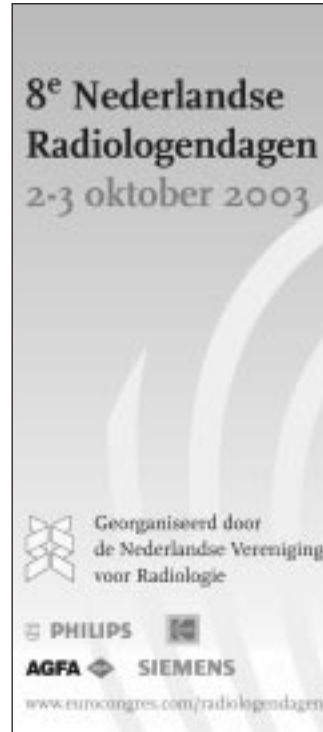 8e Nederlandse
Radiologendagen
2-3 oktober 2003
Georganiseerd door
de Nederlandse Vereniging
voor Radiologie
PHILIPS
AGFA SIEMENS
www.eurocongres.com/radiologendagen